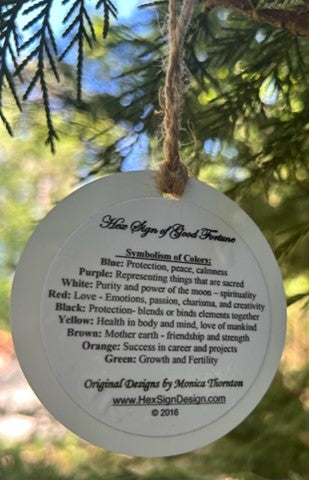 Hex Sign of Good Fortune
Symbolism of Colors:
Blue: Protection, peace, calmness
Purple: Representing things that are sacred
White: Purity and power of the moon – spirituality
Red: Love - Emotions, passion, charisma, and creativity
Black: Protection- blends or binds elements together
Yellow: Health in body and mind, love of mankind
Brown: Mother earth - friendship and strength
Orange: Success in career and projects
Green: Growth and Fertility
Original Designs by Monica Thornton
www.HexSignDesign.com
© 2016